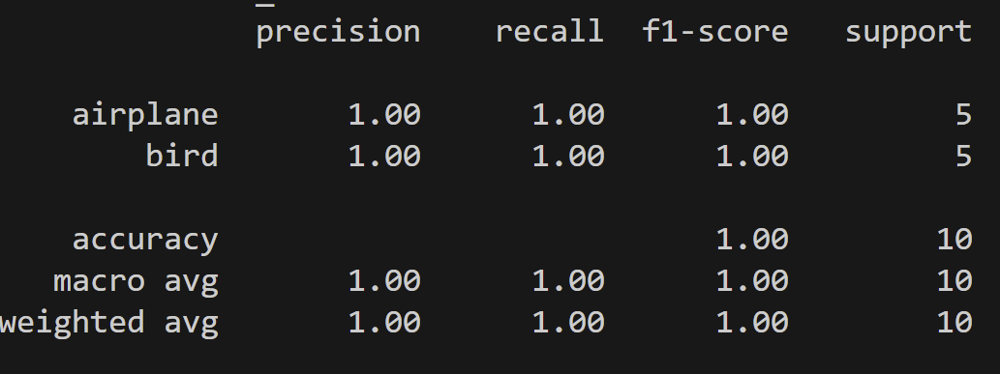 precision recall f1-score support
airplane 1.00 1.00 1.00 5
bird 1.00 1.00 1.00 5
accuracy 1.00 10
macro avg 1.00 1.00 1.00 10
weighted avg 1.00 1.00 1.00 10